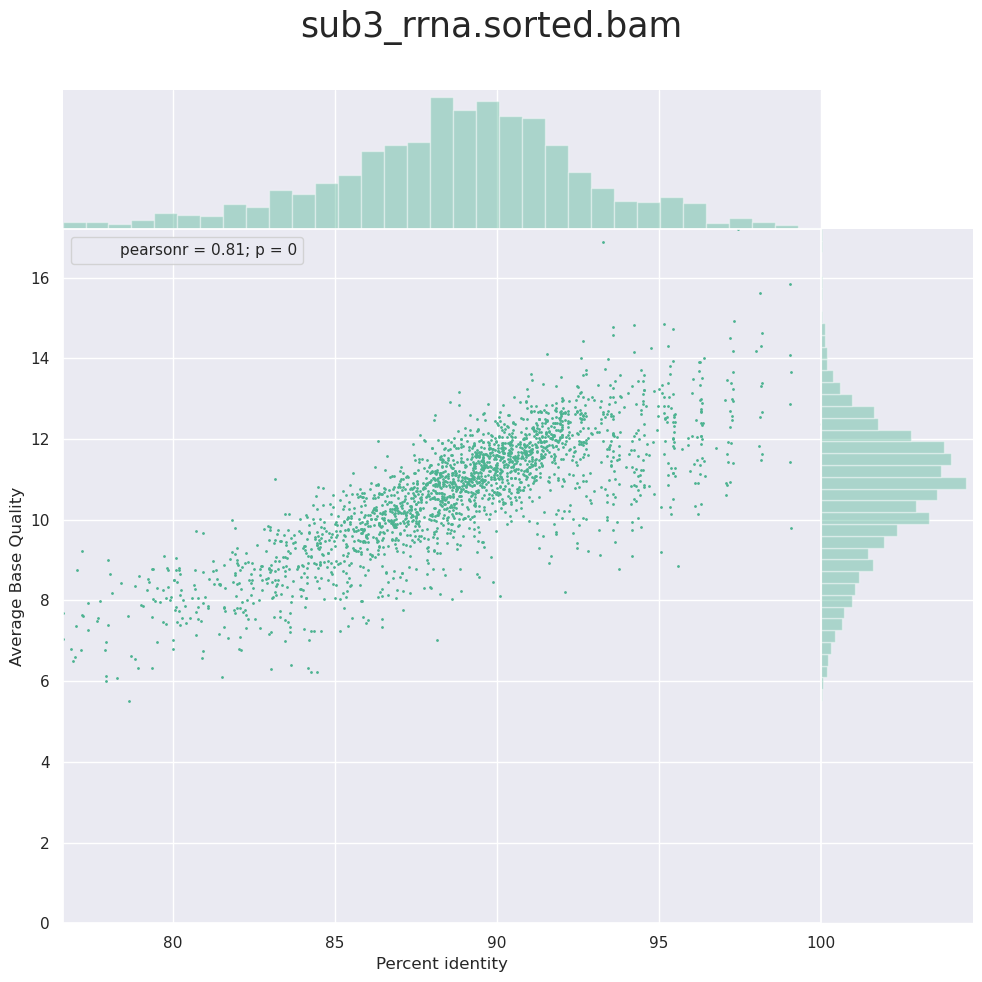 sub3_rrna.sorted.bam
pearsonr = 0.81; p = 0
16
14
12
10
8
6
4
2
0
Average Base Quality
80 85 90 95 100
Percent identity